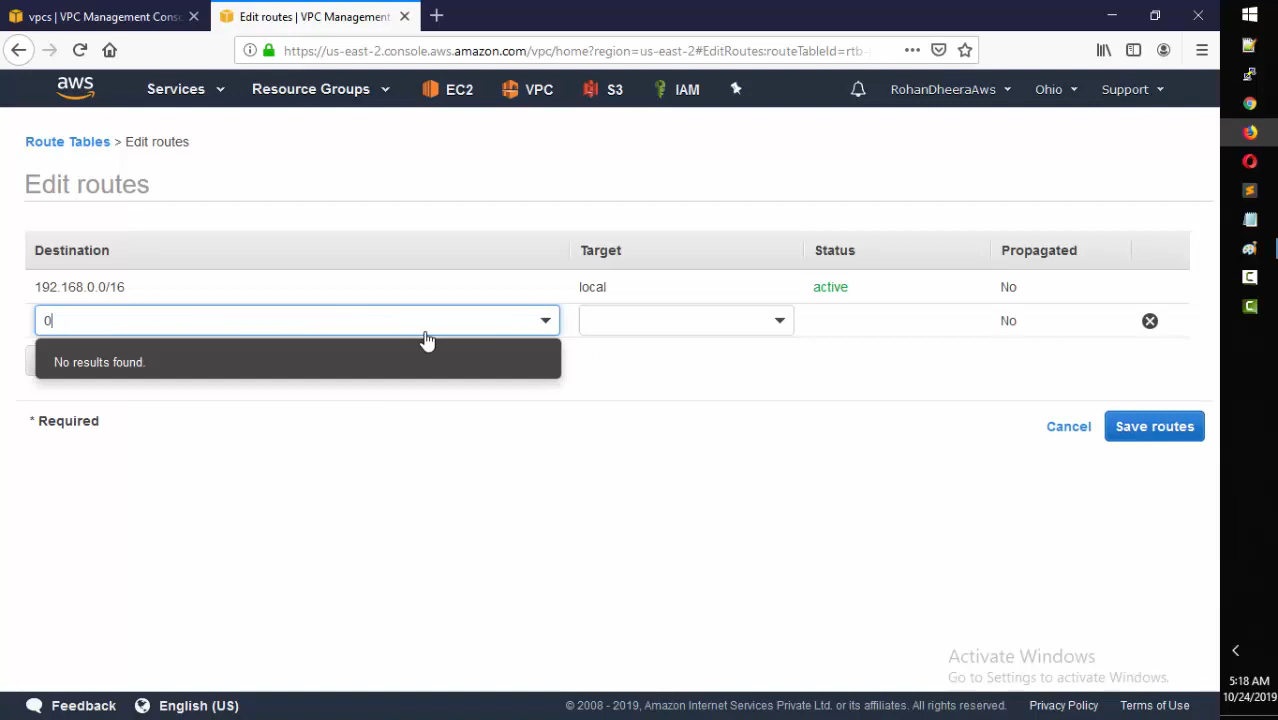 vpcs | VPC Management Cons
Edit routes | VPC Management
https://us-east-2.console.aws.amazon.com/vpc/home?region=us-east-2#EditRoutes:routeTableId=rtb-
aws
Services
Resource Groups
EC2
VPC
S3
IAM
RohanDheeraAws
Ohio
Support
Route Tables > Edit routes
Edit routes
Destination Target Status Propagated
192.168.0.0/16 local active No
0 No
No results found.
* Required
Cancel
Save routes
Activate Windows
Go to Settings to activate Windows.
5:18 AM
10/24/2019
Feedback
English (US)
© 2008 - 2019, Amazon Internet Services Private Ltd. or its affiliates. All rights reserved.
Privacy Policy
Terms of Use